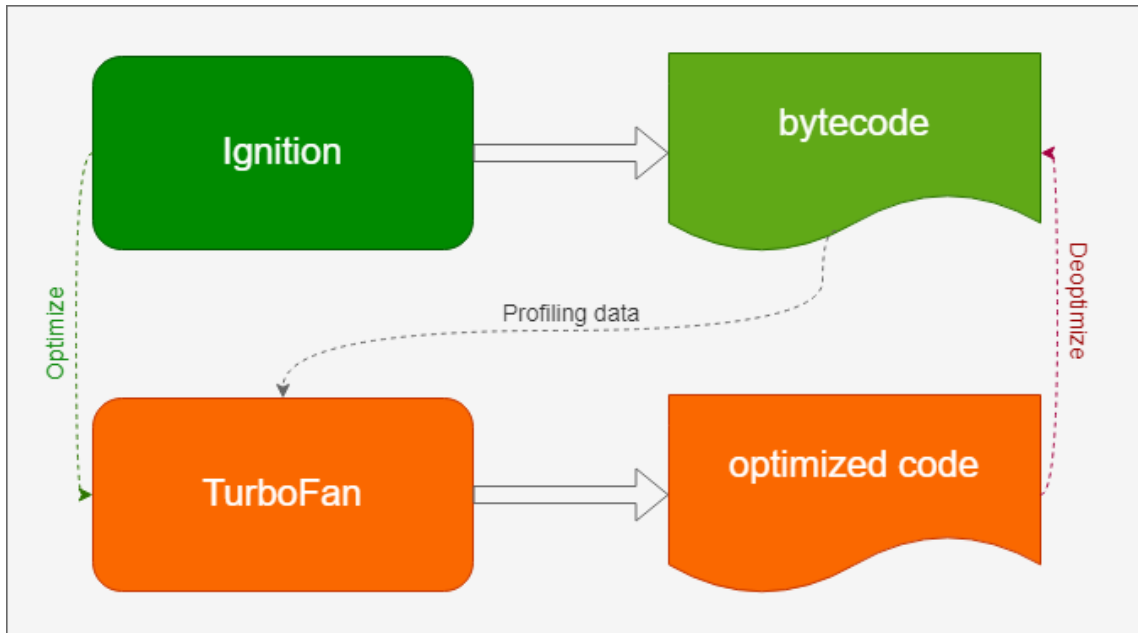 Ignition
bytecode
Optimize
Profiling data
Deoptimize
TurboFan
optimized code